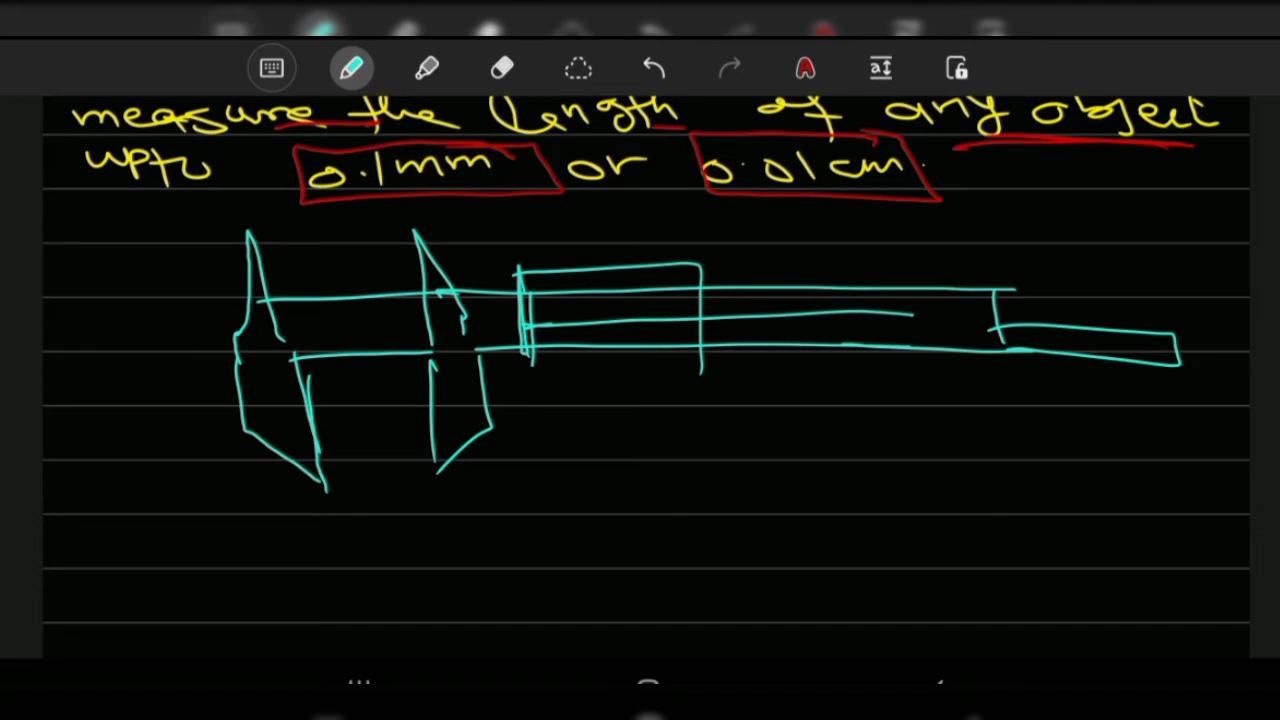 measure the length of any object
upto 0.1mm or 0.01cm.